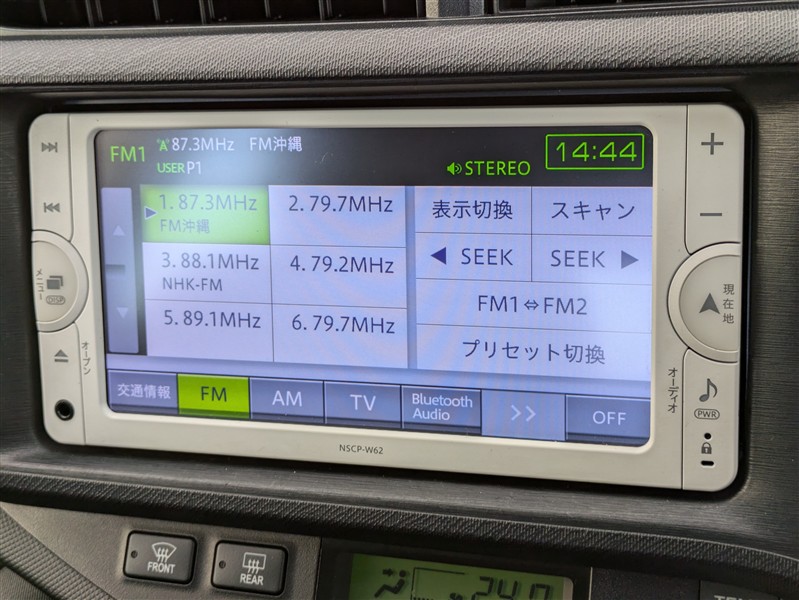 FM1 87.3MHz FM沖縄
USER P1
STEREO
14:44
1. 87.3MHz
FM沖縄
2. 79.7MHz
3. 88.1MHz
NHK-FM
4. 79.2MHz
5. 89.1MHz
6. 79.7MHz
表示切換
スキャン
◀ SEEK
SEEK ▶
FM1⇔FM2
プリセット切換
交通情報
FM
AM
TV
Bluetooth
Audio
>>
OFF
メニュー
DISP
オープン
+
−
現在地
オーディオ
PWR
NSCP-W62
FRONT
REAR
24.0